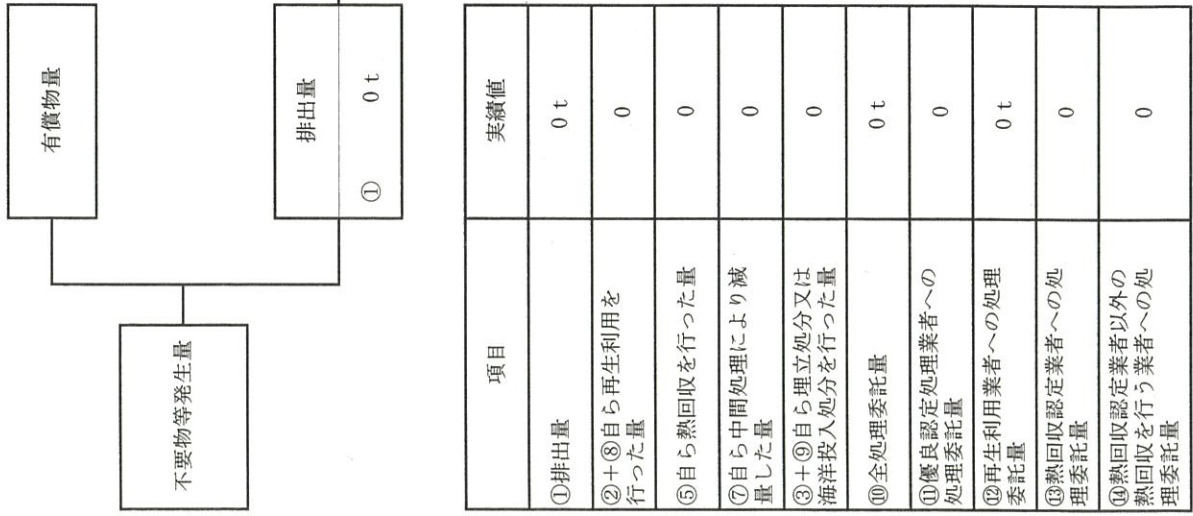 不要物等発生量
有償物量
排出量
① 0 t
項目 実績値
①排出量 0 t
②+⑧自ら再生利用を
行った量 0
⑤自ら熱回収を行った量 0
⑦自ら中間処理により減
量した量 0
③+⑨自ら埋立処分又は
海洋投入処分を行った量 0
⑩全処理委託量 0 t
⑪優良認定処理業者への
処理委託量 0
⑫再生利用業者への処理
委託量 0 t
⑬熱回収認定業者への処
理委託量 0
⑭熱回収認定業者以外の
熱回収を行う業者への処
理委託量 0